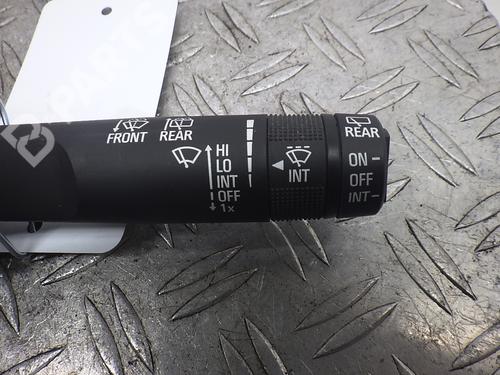 FRONT REAR
HI
LO
INT
OFF
1x
INT
REAR
ON
OFF
INT